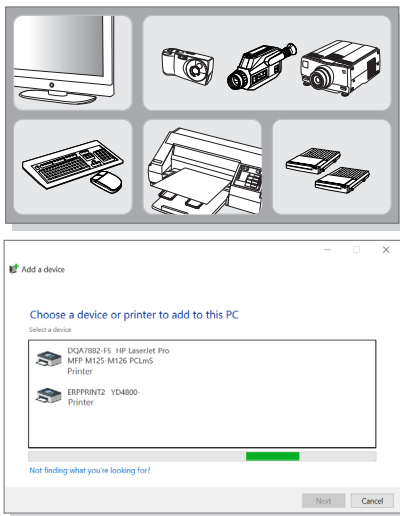 Add a device
Choose a device or printer to add to this PC
Select a device
DQA7882-F5 HP LaserJet Pro
MFP M125-M126 PCLmS
Printer
ERPPRINT2 YD4800-
Printer
Not finding what you're looking for?
Next Cancel